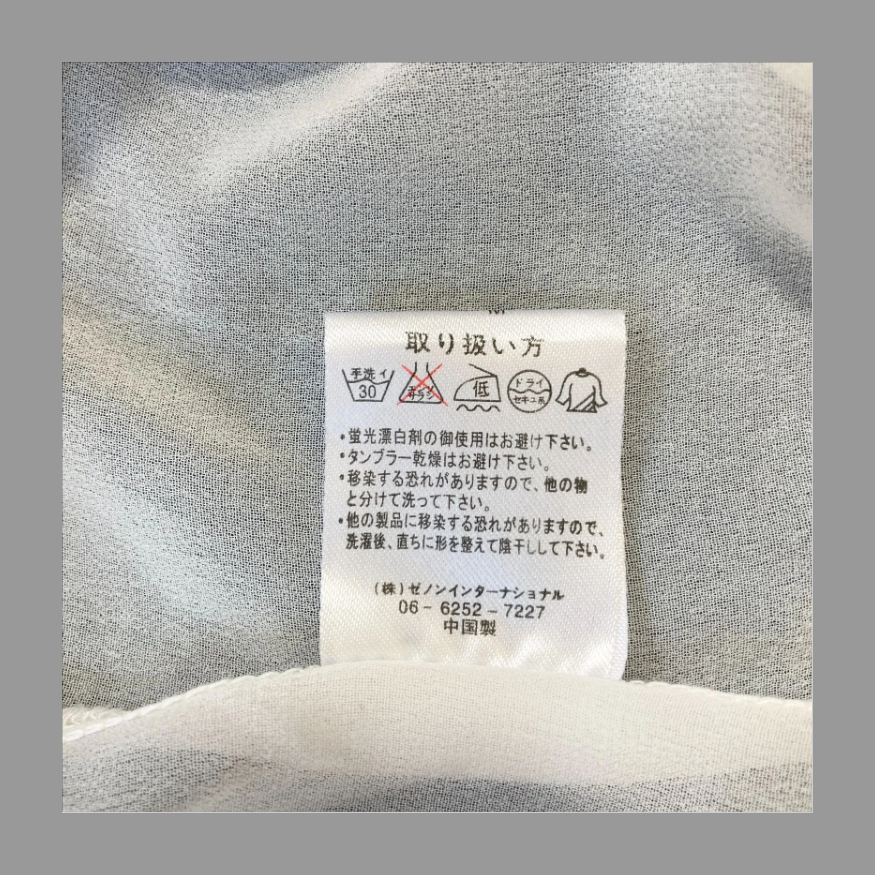 取り扱い方
手洗イ
30
エンソ
サラシ
低
ドライ
セキユ系
・蛍光漂白剤の御使用はお避け下さい。
・タンブラー乾燥はお避け下さい。
・移染する恐れがありますので、他の物
と分けて洗って下さい。
・他の製品に移染する恐れがありますので、
洗濯後、直ちに形を整えて陰干しして下さい。
(株)ゼノンインターナショナル
06-6252-7227
中国製